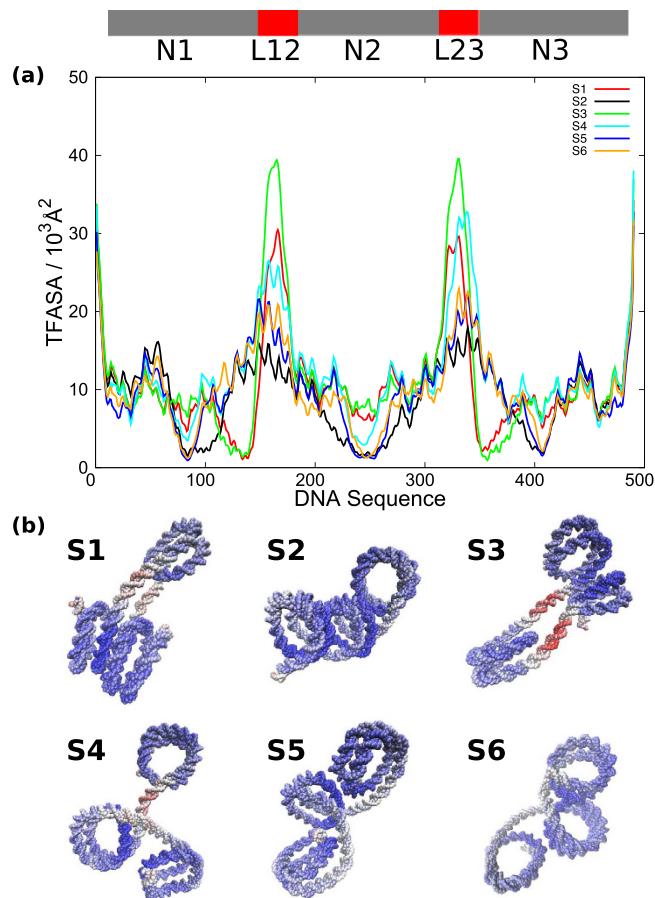 N1 L12 N2 L23 N3
(a)
50
40
30
20
10
0
TFASA / 10³Å²
S1
S2
S3
S4
S5
S6
0 100 200 300 400 500
DNA Sequence
(b)
S1 S2 S3
S4 S5 S6